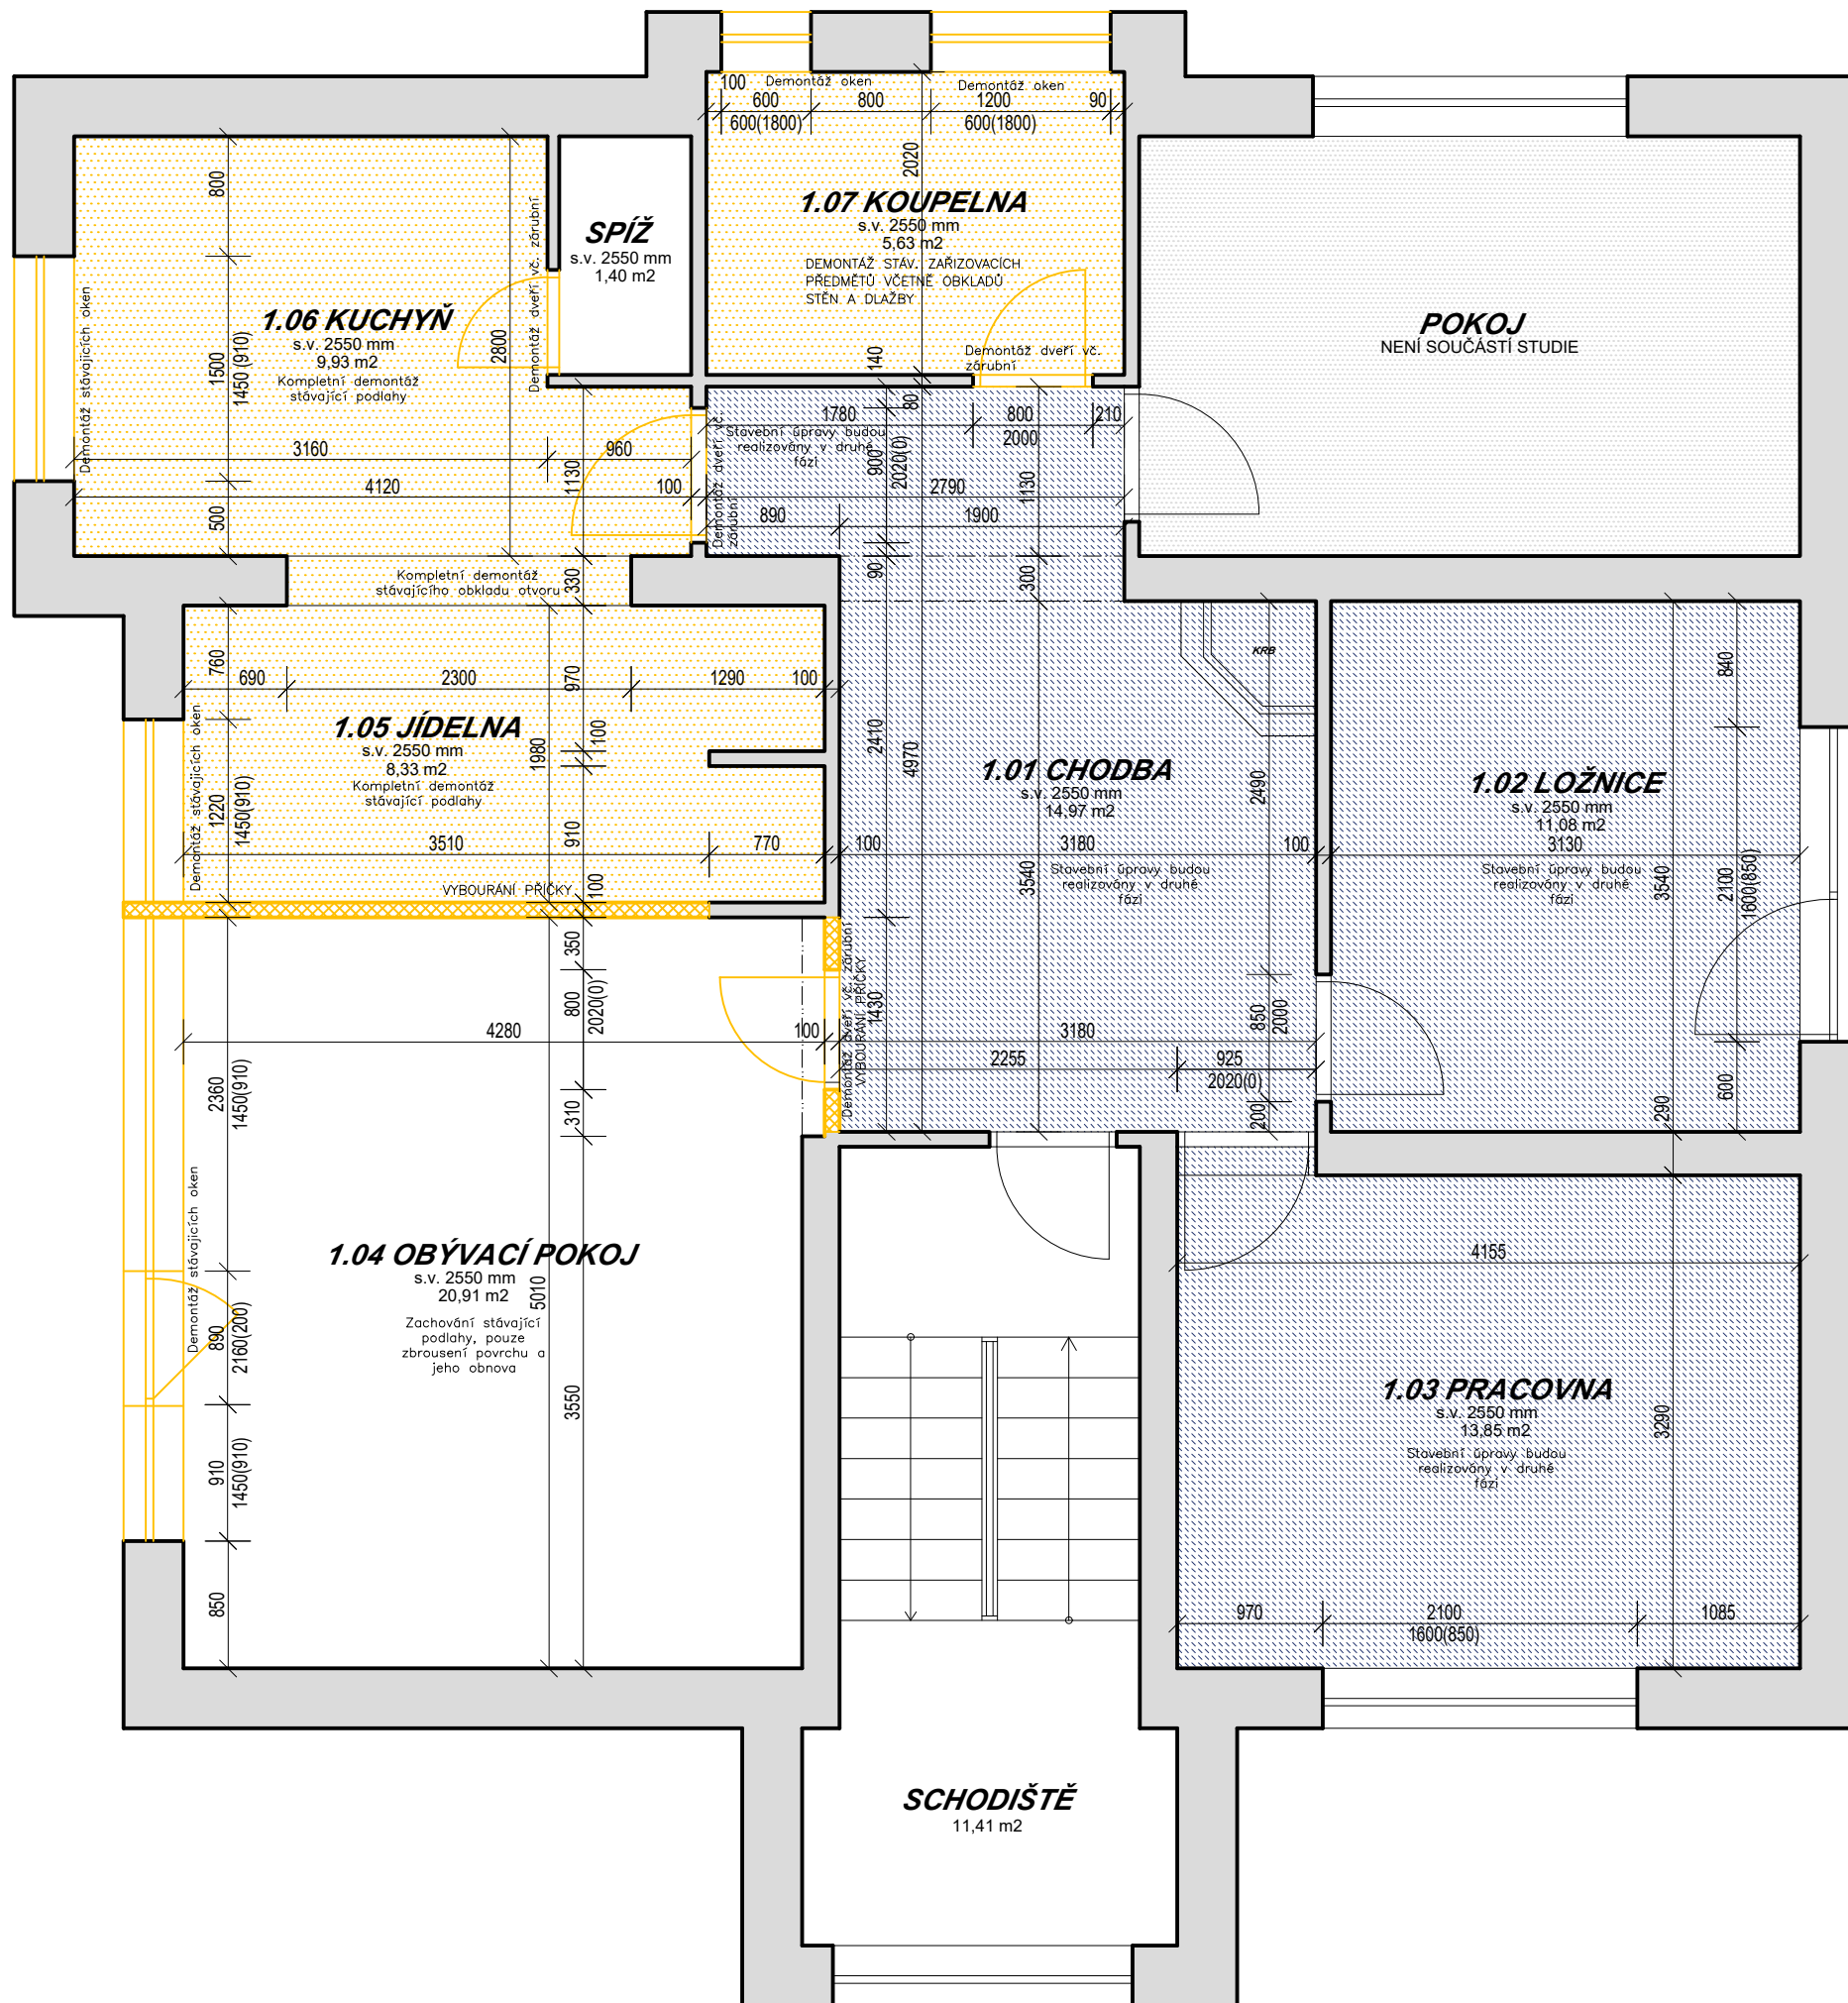 100
Demontáž oken
Demontáž oken
600
800
1200
90
600(1800)
600(1800)
2020
1.07 KOUPELNA
s.v. 2550 mm
5,63 m2
DEMONTÁŽ STÁV. ZAŘIZOVACÍCH
PŘEDMĚTŮ VČETNĚ OBKLADŮ
STĚN A DLAŽBY
Demontáž dveří vč.
zárubní
140
80
800
SPÍŽ
s.v. 2550 mm
1,40 m2
Demontáž dveří vč. zárubní
Demontáž stávajících oken
1.06 KUCHYŇ
s.v. 2550 mm
9,93 m2
Kompletní demontáž
stávající podlahy
1500
1450 (910)
2800
3160
960
4120
100
1130
500
POKOJ
NENÍ SOUČÁSTÍ STUDIE
1780
800
210
2000
Stavební úpravy budou
realizovány v druhé
fázi
900
2020(0)
Demontáž dveří vč
zárubní
2790
1130
890
1900
90
300
Kompletní demontáž
stávajícího obkladu otvoru
330
760
690
2300
970
1290
100
1.05 JÍDELNA
s.v. 2550 mm
8,33 m2
Kompletní demontáž
stávající podlahy
Demontáž stávajících oken
1220
1450(910)
1980
100
3510
910
770
100
VYBOURÁNÍ PŘÍČKY
KRB
2410
4970
1.01 CHODBA
s.v. 2550 mm
14,97 m2
2490
100
3180
100
3540
Stavební úpravy budou
realizovány v druhé
fázi
840
1.02 LOŽNICE
s.v. 2550 mm
11,08 m2
3130
Stavební úpravy budou
realizovány v druhé
fázi
3540
2100
1600(850)
600
290
350
800
2020(0)
310
4280
100
Demontáž dveří vč. zárubní
VYBOURÁNÍ PŘÍČKY
1430
3180
2255
925
2020(0)
850
2000
200
2360
1450(910)
Demontáž stávajících oken
1.04 OBÝVACÍ POKOJ
s.v. 2550 mm
20,91 m2
Zachování stávající
podlahy, pouze
zbrousení povrchu a
jeho obnova
5010
3550
890
2160(200)
910
1450(910)
850
4155
1.03 PRACOVNA
s.v. 2550 mm
13,85 m2
Stavební úpravy budou
realizovány v druhé
fázi
3290
970
2100
1085
1600(850)
SCHODIŠTĚ
11,41 m2